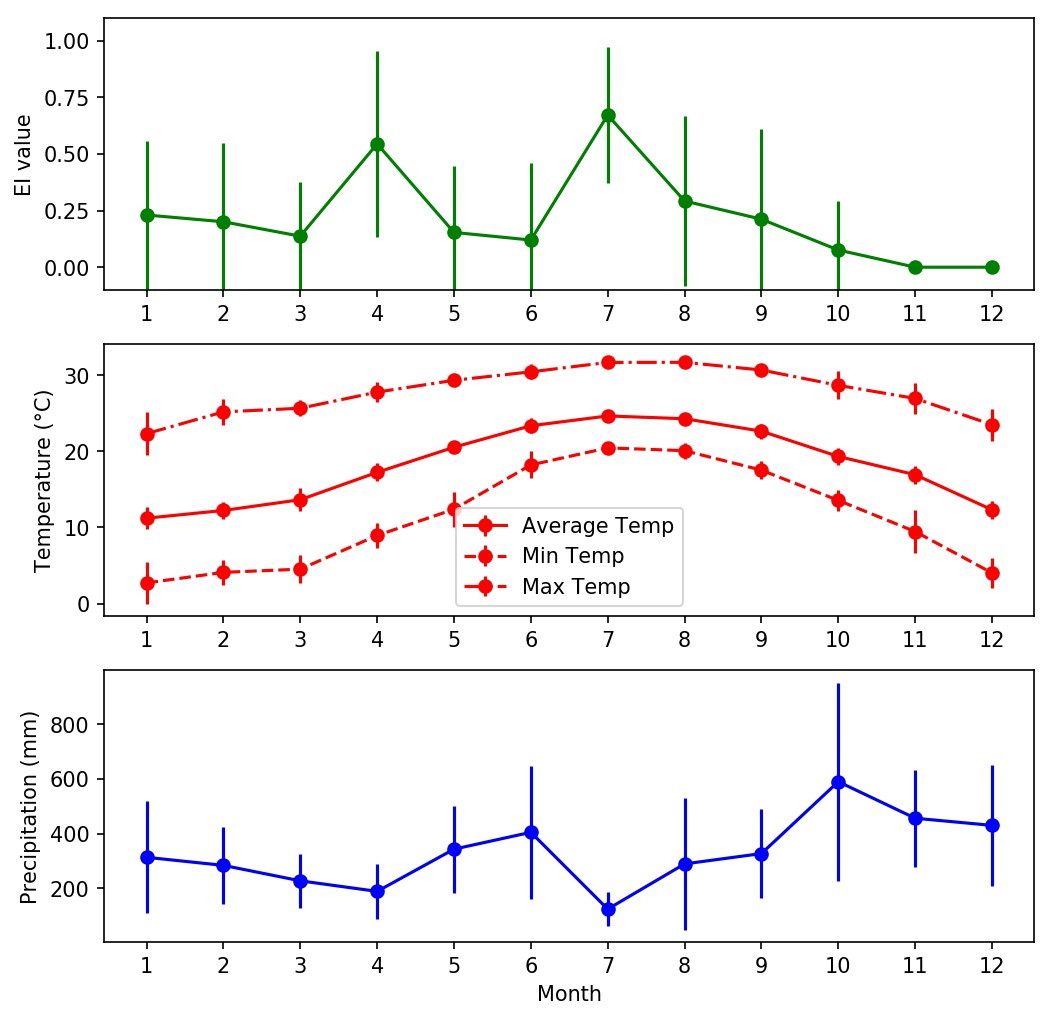 EI value
1.00
0.75
0.50
0.25
0.00
1 2 3 4 5 6 7 8 9 10 11 12
Temperature (°C)
30
20
10
0
Average Temp
Min Temp
Max Temp
1 2 3 4 5 6 7 8 9 10 11 12
Precipitation (mm)
800
600
400
200
1 2 3 4 5 6 7 8 9 10 11 12
Month